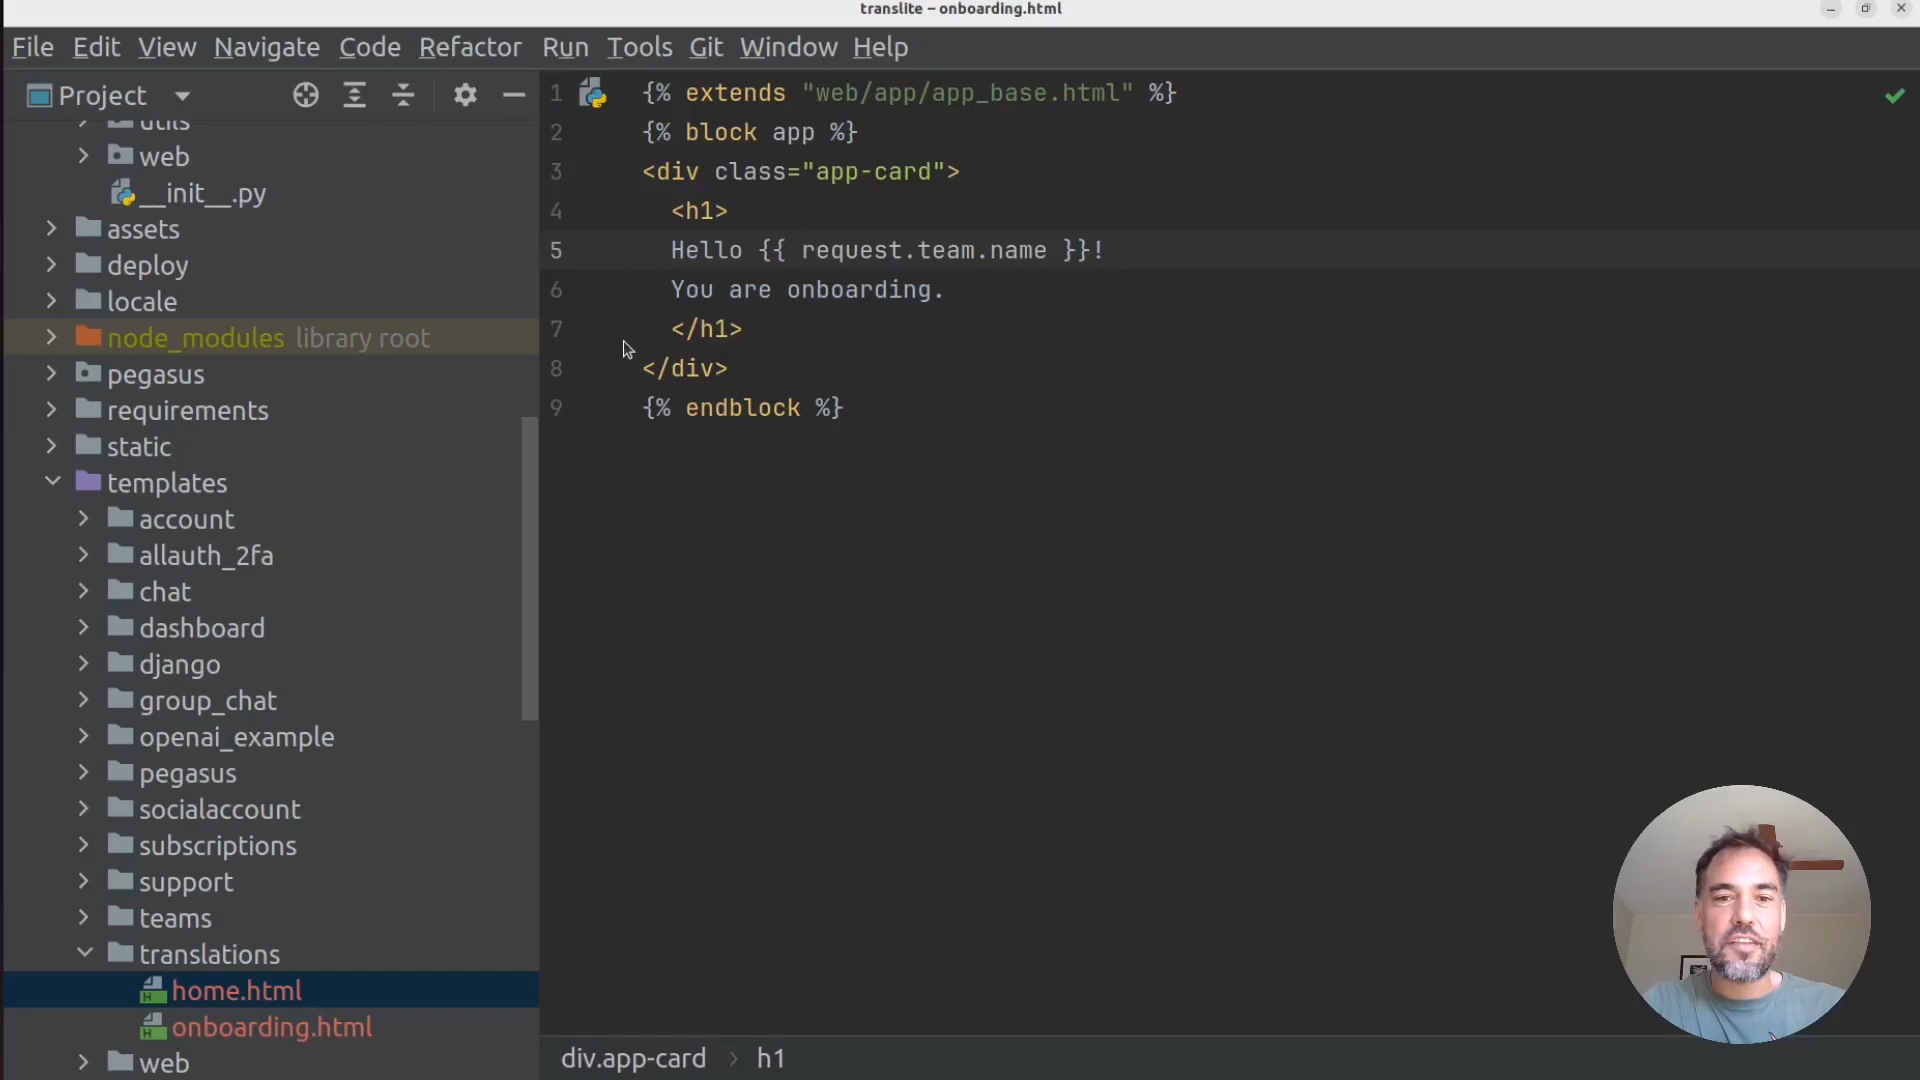 translite – onboarding.html
File Edit View Navigate Code Refactor Run Tools Git Window Help
Project
utils
web
__init__.py
assets
deploy
locale
node_modules library root
pegasus
requirements
static
templates
account
allauth_2fa
chat
dashboard
django
group_chat
openai_example
pegasus
socialaccount
subscriptions
support
teams
translations
home.html
onboarding.html
web
1 {% extends "web/app/app_base.html" %}
2 {% block app %}
3 <div class="app-card">
4 <h1>
5 Hello {{ request.team.name }}!
6 You are onboarding.
7 </h1>
8 </div>
9 {% endblock %}
div.app-card > h1